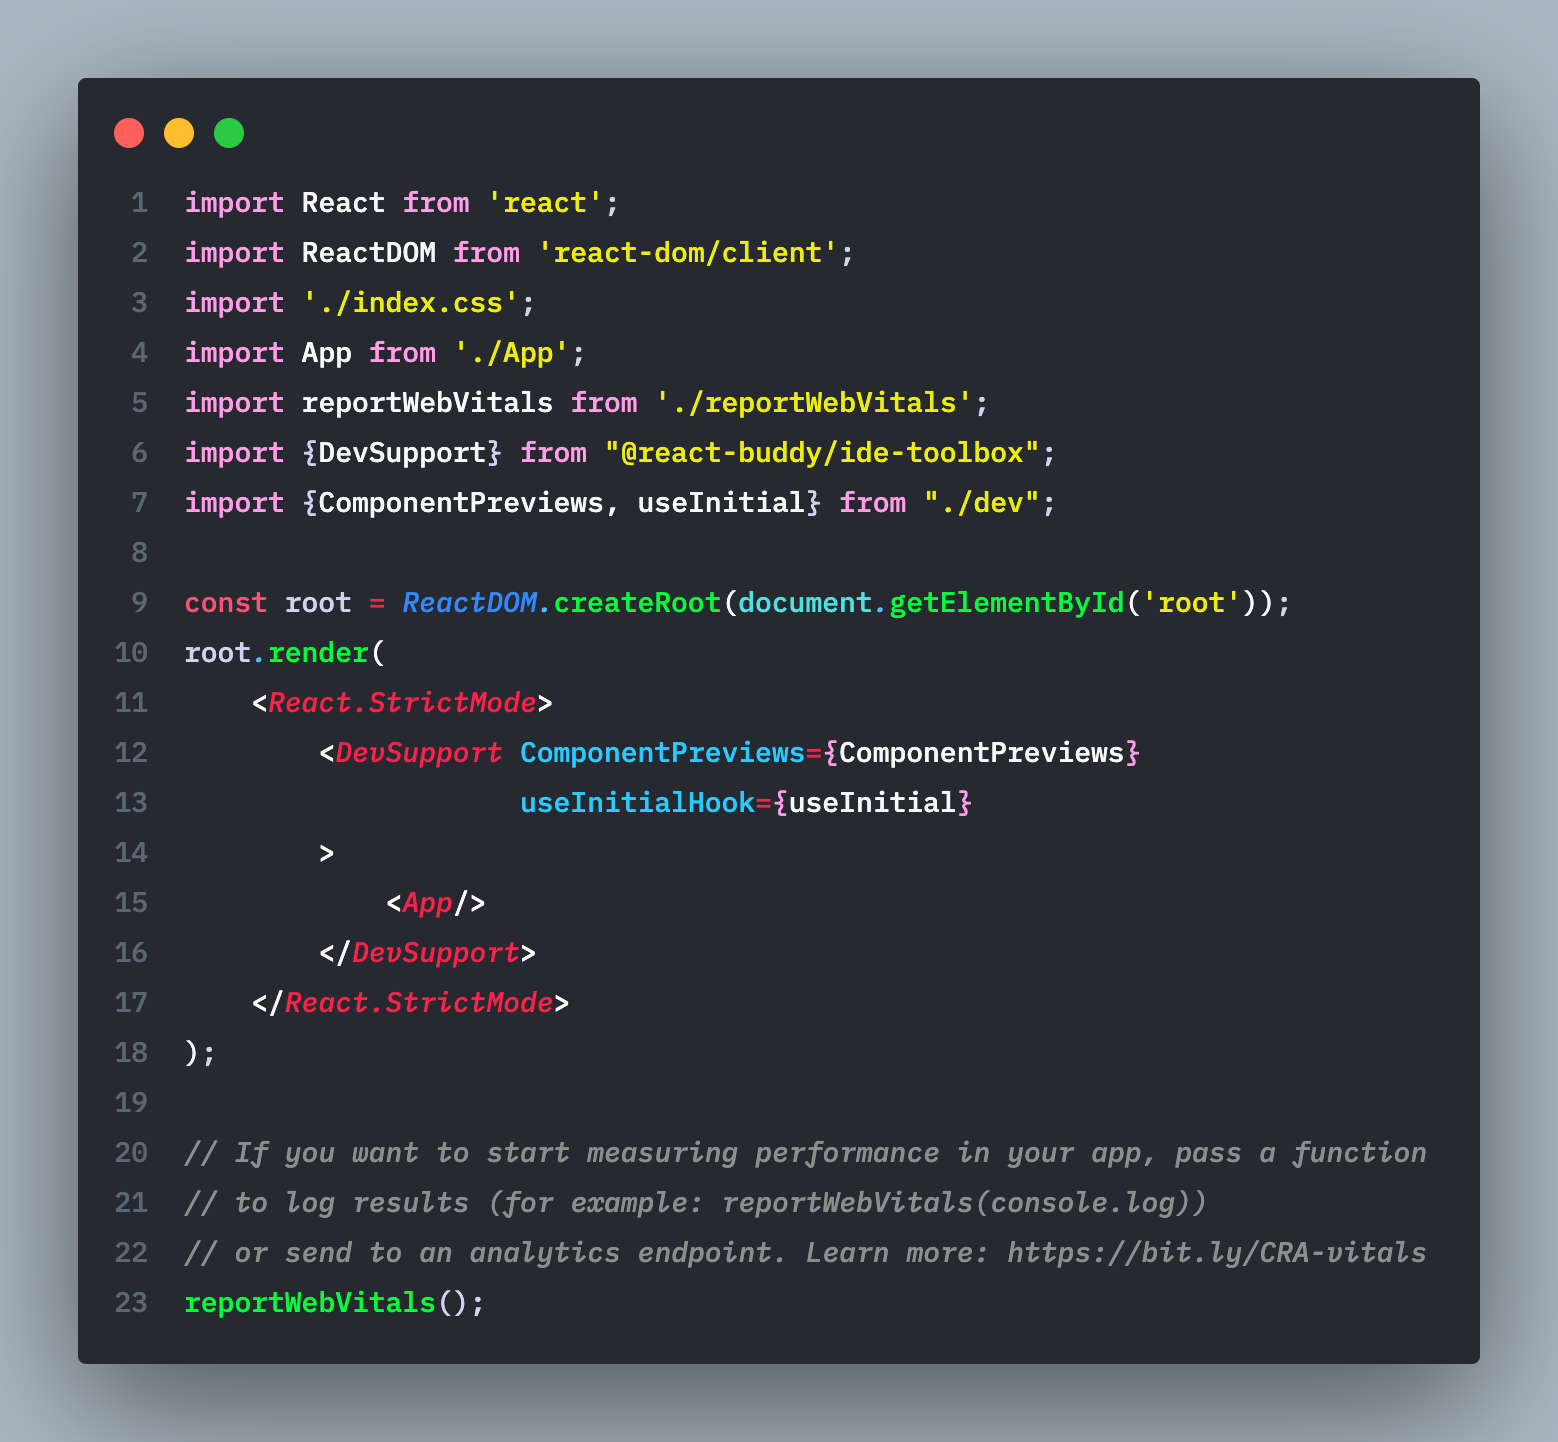 1 import React from 'react';
2 import ReactDOM from 'react-dom/client';
3 import './index.css';
4 import App from './App';
5 import reportWebVitals from './reportWebVitals';
6 import {DevSupport} from "@react-buddy/ide-toolbox";
7 import {ComponentPreviews, useInitial} from "./dev";
8
9 const root = ReactDOM.createRoot(document.getElementById('root'));
10 root.render(
11     <React.StrictMode>
12         <DevSupport ComponentPreviews={ComponentPreviews}
13                     useInitialHook={useInitial}
14         >
15             <App/>
16         </DevSupport>
17     </React.StrictMode>
18 );
19
20 // If you want to start measuring performance in your app, pass a function
21 // to log results (for example: reportWebVitals(console.log))
22 // or send to an analytics endpoint. Learn more: https://bit.ly/CRA-vitals
23 reportWebVitals();